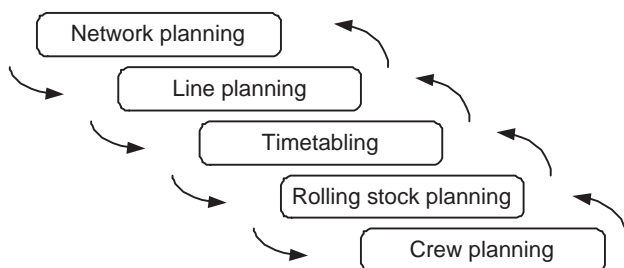 Network planning
Line planning
Timetabling
Rolling stock planning
Crew planning